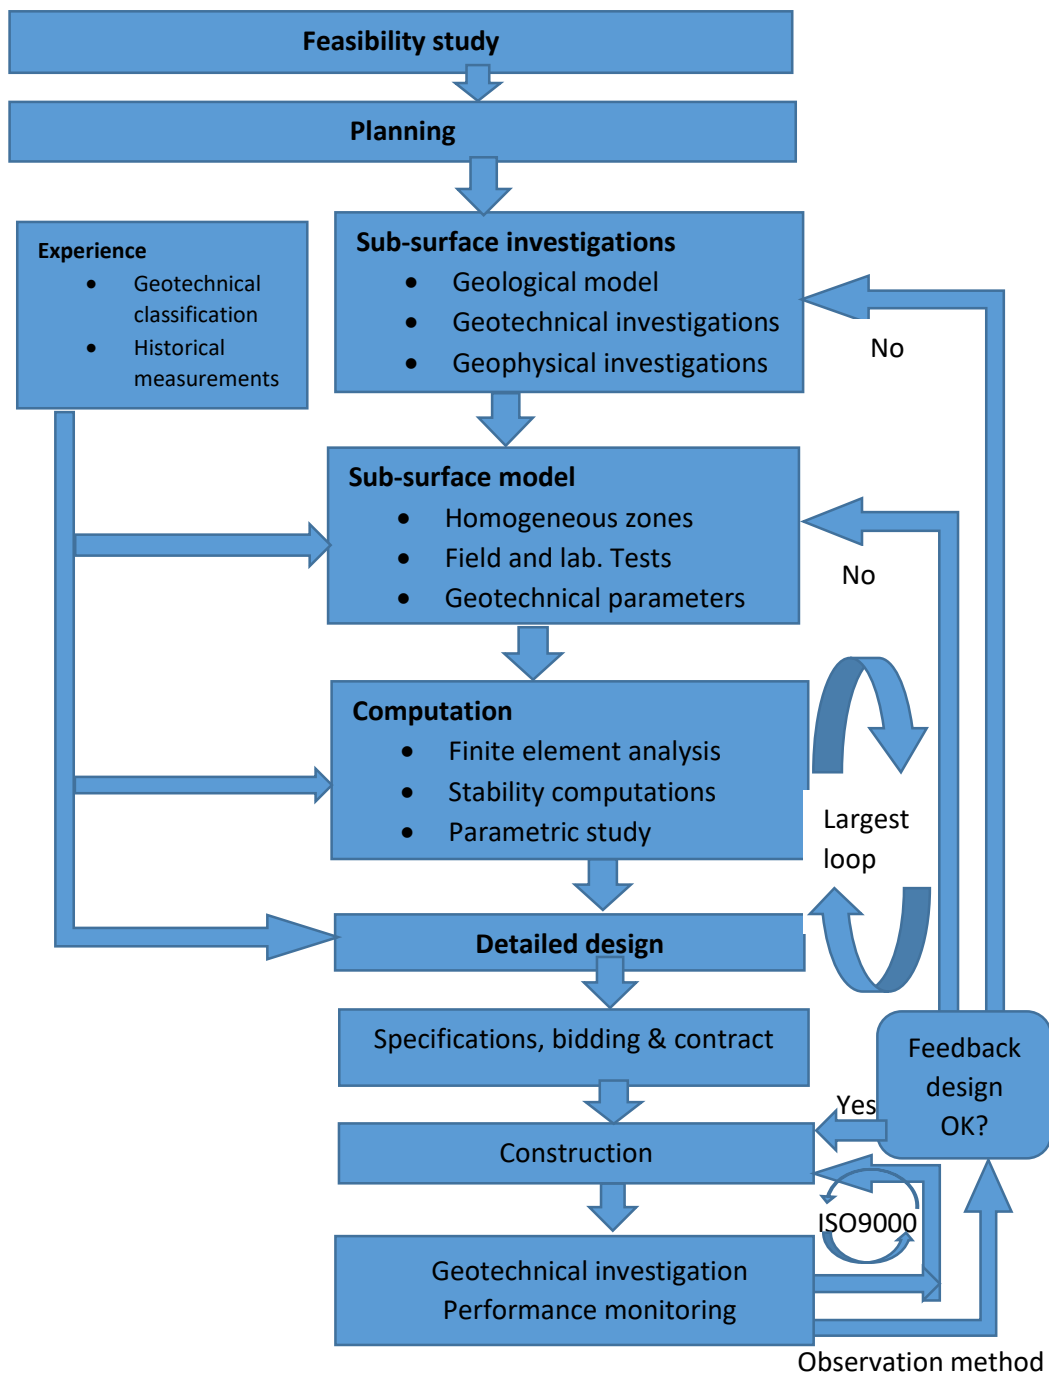 Feasibility study
Planning
Experience
• Geotechnical
classification
• Historical
measurements
Sub-surface investigations
• Geological model
• Geotechnical investigations
• Geophysical investigations
No
Sub-surface model
• Homogeneous zones
• Field and lab. Tests
• Geotechnical parameters
No
Computation
• Finite element analysis
• Stability computations
• Parametric study
Largest
loop
Detailed design
Specifications, bidding & contract
Feedback
design
OK?
Yes
Construction
ISO9000
Geotechnical investigation
Performance monitoring
Observation method